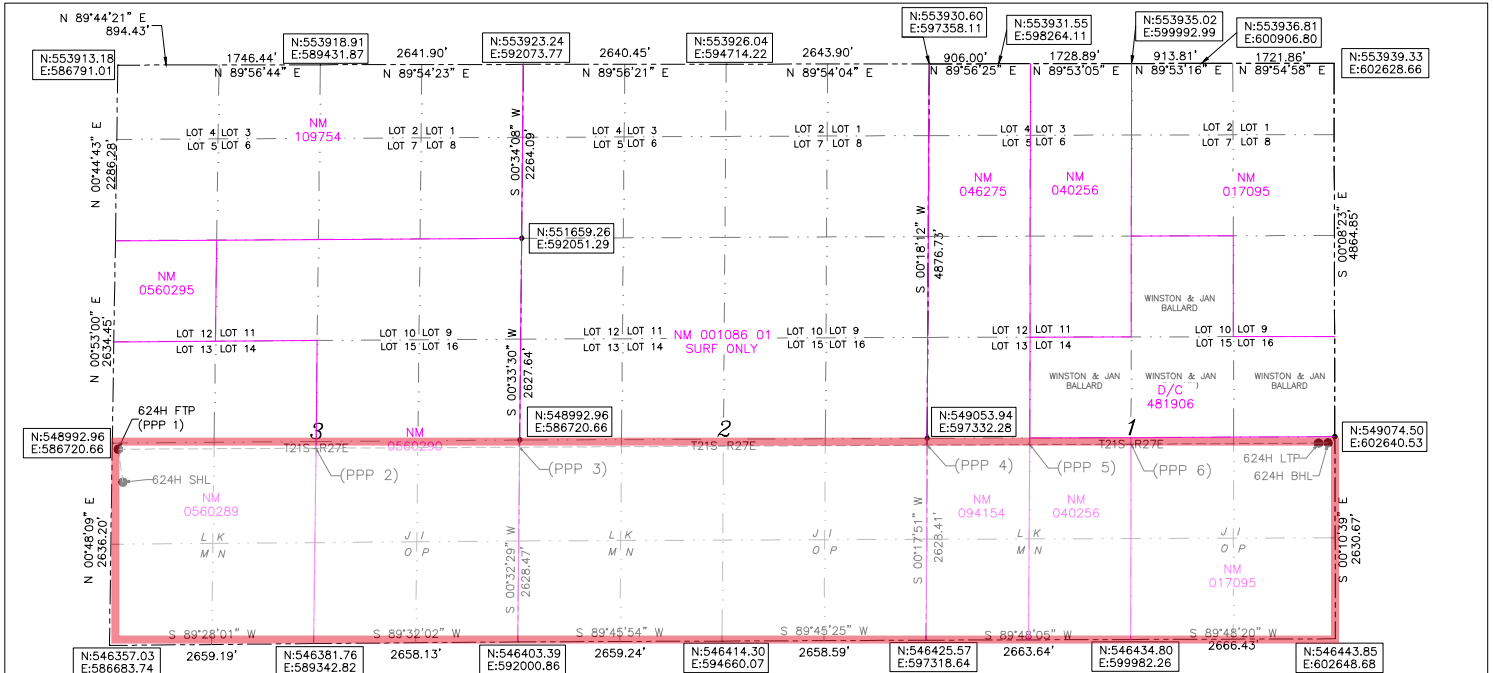 N 89°44'21" E
894.43'
N:553913.18
E:586791.01
1746.44'
N 89°56'44" E
N:553918.91
E:589431.87
2641.90'
N 89°54'23" E
N:553923.24
E:592073.77
2640.45'
N 89°56'21" E
N:553926.04
E:594714.22
2643.90'
N 89°54'04" E
N:553930.60
E:597358.11
906.00'
N 89°56'25" E
N:553931.55
E:598264.11
1728.89'
N 89°53'05" E
N:553935.02
E:599992.99
913.81'
N 89°53'16" E
N:553936.81
E:600906.80
1721.86'
N 89°54'58" E
N:553939.33
E:602628.66
N 00°44'43" E
2286.28'
LOT 4 LOT 3
LOT 5 LOT 6
NM
109754
LOT 2 LOT 1
LOT 7 LOT 8
S 00°34'08" W
2264.09'
LOT 4 LOT 3
LOT 5 LOT 6
LOT 2 LOT 1
LOT 7 LOT 8
LOT 4 LOT 3
LOT 5 LOT 6
LOT 2 LOT 1
LOT 7 LOT 8
NM
046275
NM
040256
NM
017095
S 00°18'12" W
4876.73'
S 00°08'23" E
4864.85'
N:551659.26
E:592051.29
NM
0560295
N 00°53'00" E
2634.45'
LOT 12 LOT 11
LOT 13 LOT 14
LOT 10 LOT 9
LOT 15 LOT 16
S 00°33'30" W
2627.64'
LOT 12 LOT 11
LOT 13 LOT 14
NM 001086 01
SURF ONLY
LOT 10 LOT 9
LOT 15 LOT 16
LOT 12 LOT 11
LOT 13 LOT 14
WINSTON & JAN
BALLARD
LOT 10 LOT 9
LOT 15 LOT 16
WINSTON & JAN
BALLARD
WINSTON & JAN
D/C
481906
WINSTON & JAN
BALLARD
624H FTP
(PPP 1)
N:548992.96
E:586720.66
3
T21S-R27E
NM
0560290
N:548992.96
E:586720.66
2
T21S-R27E
N:549053.94
E:597332.28
1
T21S-R27E
N:549074.50
E:602640.53
624H SHL
(PPP 2)
(PPP 3)
(PPP 4)
(PPP 5)
(PPP 6)
624H LTP
624H BHL
NM
0560289
NM
094154
NM
040256
NM
017095
N 00°48'09" E
2636.20'
L K
M N
J I
O P
S 00°32'29" W
2628.47'
L K
M N
J I
O P
S 00°17'51" W
2628.41'
L K
M N
J I
O P
S 00°10'39" E
2630.67'
S 89°28'01" W
S 89°32'02" W
S 89°45'54" W
S 89°45'25" W
S 89°48'05" W
S 89°48'20" W
N:546357.03
E:586683.74
2659.19'
N:546381.76
E:589342.82
2658.13'
N:546403.39
E:592000.86
2659.24'
N:546414.30
E:594660.07
2658.59'
N:546425.57
E:597318.64
2663.64'
N:546434.80
E:599982.26
2666.43'
N:546443.85
E:602648.68